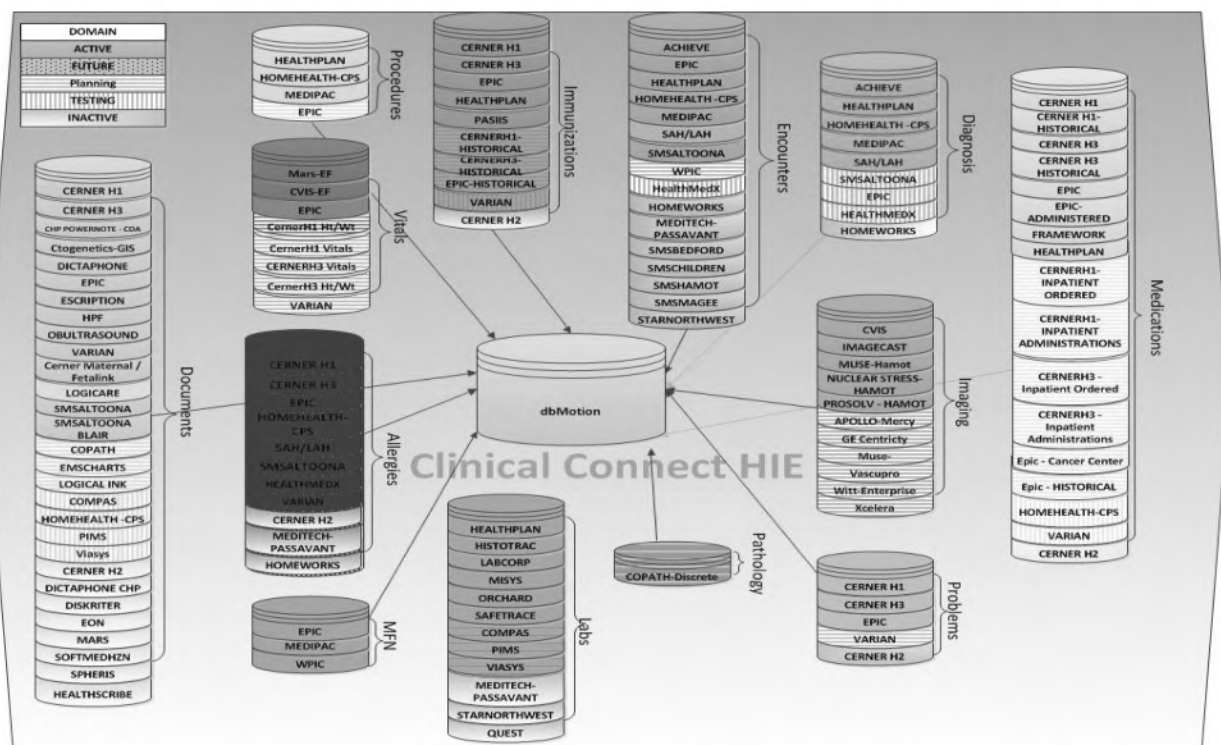 DOMAIN
ACTIVE
FUTURE
Planning
TESTING
INACTIVE
CERNER H1
CERNER H3
CHP POWERNOTE - CDA
Ctogenetics-GIS
DICTAPHONE
EPIC
ESCRIPTION
HPF
OBULTRASOUND
VARIAN
Cerner Maternal /
Fetalink
LOGICARE
SMSALTOONA
SMSALTOONA
BLAIR
COPATH
EMSCHARTS
LOGICAL INK
COMPAS
HOMEHEALTH -CPS
PIMS
Viasys
CERNER H2
DICTAPHONE CHP
DISKRITER
EON
MARS
SOFTMEDHZN
SPHERIS
HEALTHSCRIBE
Documents
HEALTHPLAN
HOMEHEALTH-CPS
MEDIPAC
EPIC
Procedures
Mars-EF
CVIS-EF
EPIC
CernerH1 Ht/Wt
CernerH1 Vitals
CERNERH3 Vitals
CernerH3 Ht/Wt
VARIAN
Vitals
CERNER H1
CERNER H3
EPIC
HOMEHEALTH-
CPS
SAH/LAH
SMSALTOONA
HEALTHMEDX
VARIAN
CERNER H2
MEDITECH-
PASSAVANT
HOMEWORKS
Allergies
EPIC
MEDIPAC
WPIC
MFN
CERNER H1
CERNER H3
EPIC
HEALTHPLAN
PASIIS
CERNERH1-
HISTORICAL
CERNERH3-
HISTORICAL
EPIC-HISTORICAL
VARIAN
CERNER H2
Immunizations
dbMotion
Clinical Connect HIE
HEALTHPLAN
HISTOTRAC
LABCORP
MISYS
ORCHARD
SAFETRACE
COMPAS
PIMS
VIASYS
MEDITECH-
PASSAVANT
STARNORTHWEST
QUEST
Labs
ACHIEVE
EPIC
HEALTHPLAN
HOMEHEALTH -CPS
MEDIPAC
SAH/LAH
SMSALTOONA
WPIC
HealthMedX
HOMEWORKS
MEDITECH-
PASSAVANT
SMSBEDFORD
SMSCHILDREN
SMSHAMOT
SMSMAGEE
STARNORTHWEST
Encounters
COPATH-Discrete
Pathology
ACHIEVE
HEALTHPLAN
HOMEHEALTH -CPS
MEDIPAC
SAH/LAH
SMSALTOONA
EPIC
HEALTHMEDX
HOMEWORKS
Diagnosis
CVIS
IMAGECAST
MUSE-Hamot
NUCLEAR STRESS-
HAMOT
PROSOLV - HAMOT
APOLLO-Mercy
GE Centricty
Muse-
Vascupro
Witt-Enterprise
Xcelera
Imaging
CERNER H1
CERNER H3
EPIC
VARIAN
CERNER H2
Problems
CERNER H1
CERNER H1-
HISTORICAL
CERNER H3
CERNER H3
HISTORICAL
EPIC
EPIC-
ADMINISTERED
FRAMEWORK
HEALTHPLAN
CERNERH1-
INPATIENT
ORDERED
CERNERH1-
INPATIENT
ADMINISTRATIONS
CERNERH3 -
Inpatient Ordered
CERNERH3 -
Inpatient
Administrations
Epic - Cancer Center
Epic - HISTORICAL
HOMEHEALTH-CPS
VARIAN
CERNER H2
Medications